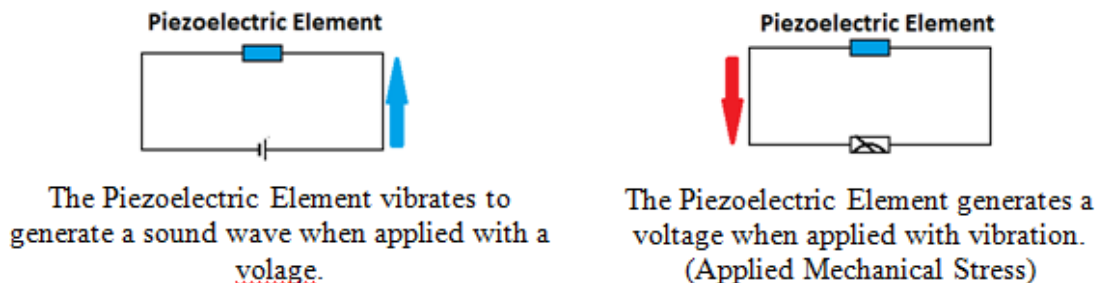 Piezoelectric Element
The Piezoelectric Element vibrates to
generate a sound wave when applied with a
volage.
Piezoelectric Element
The Piezoelectric Element generates a
voltage when applied with vibration.
(Applied Mechanical Stress)